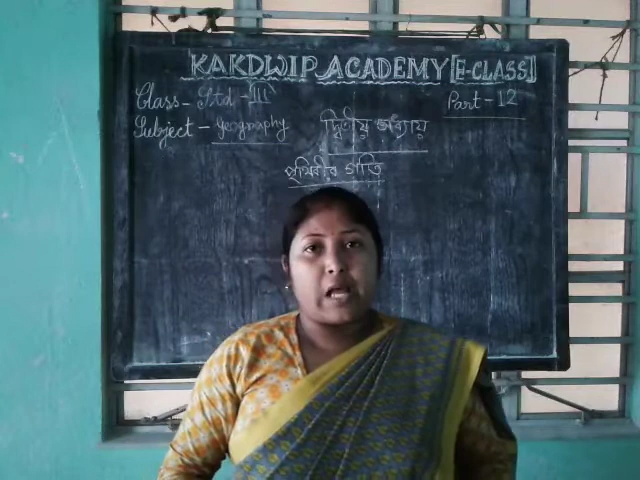 KAKDWIP ACADEMY [E-CLASS]
Class - Std - III
Part - 12
Subject - Geography
দ্বিতীয় অধ্যায়
পৃথিবীর গতি